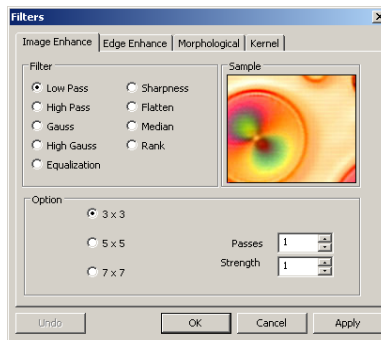 Filters
Image Enhance Edge Enhance Morphological Kernel
Filter Sample
Low Pass Sharpness
High Pass Flatten
Gauss Median
High Gauss Rank
Equalization
Option
3 x 3
5 x 5 Passes 1
Strength 1
7 x 7
Undo OK Cancel Apply